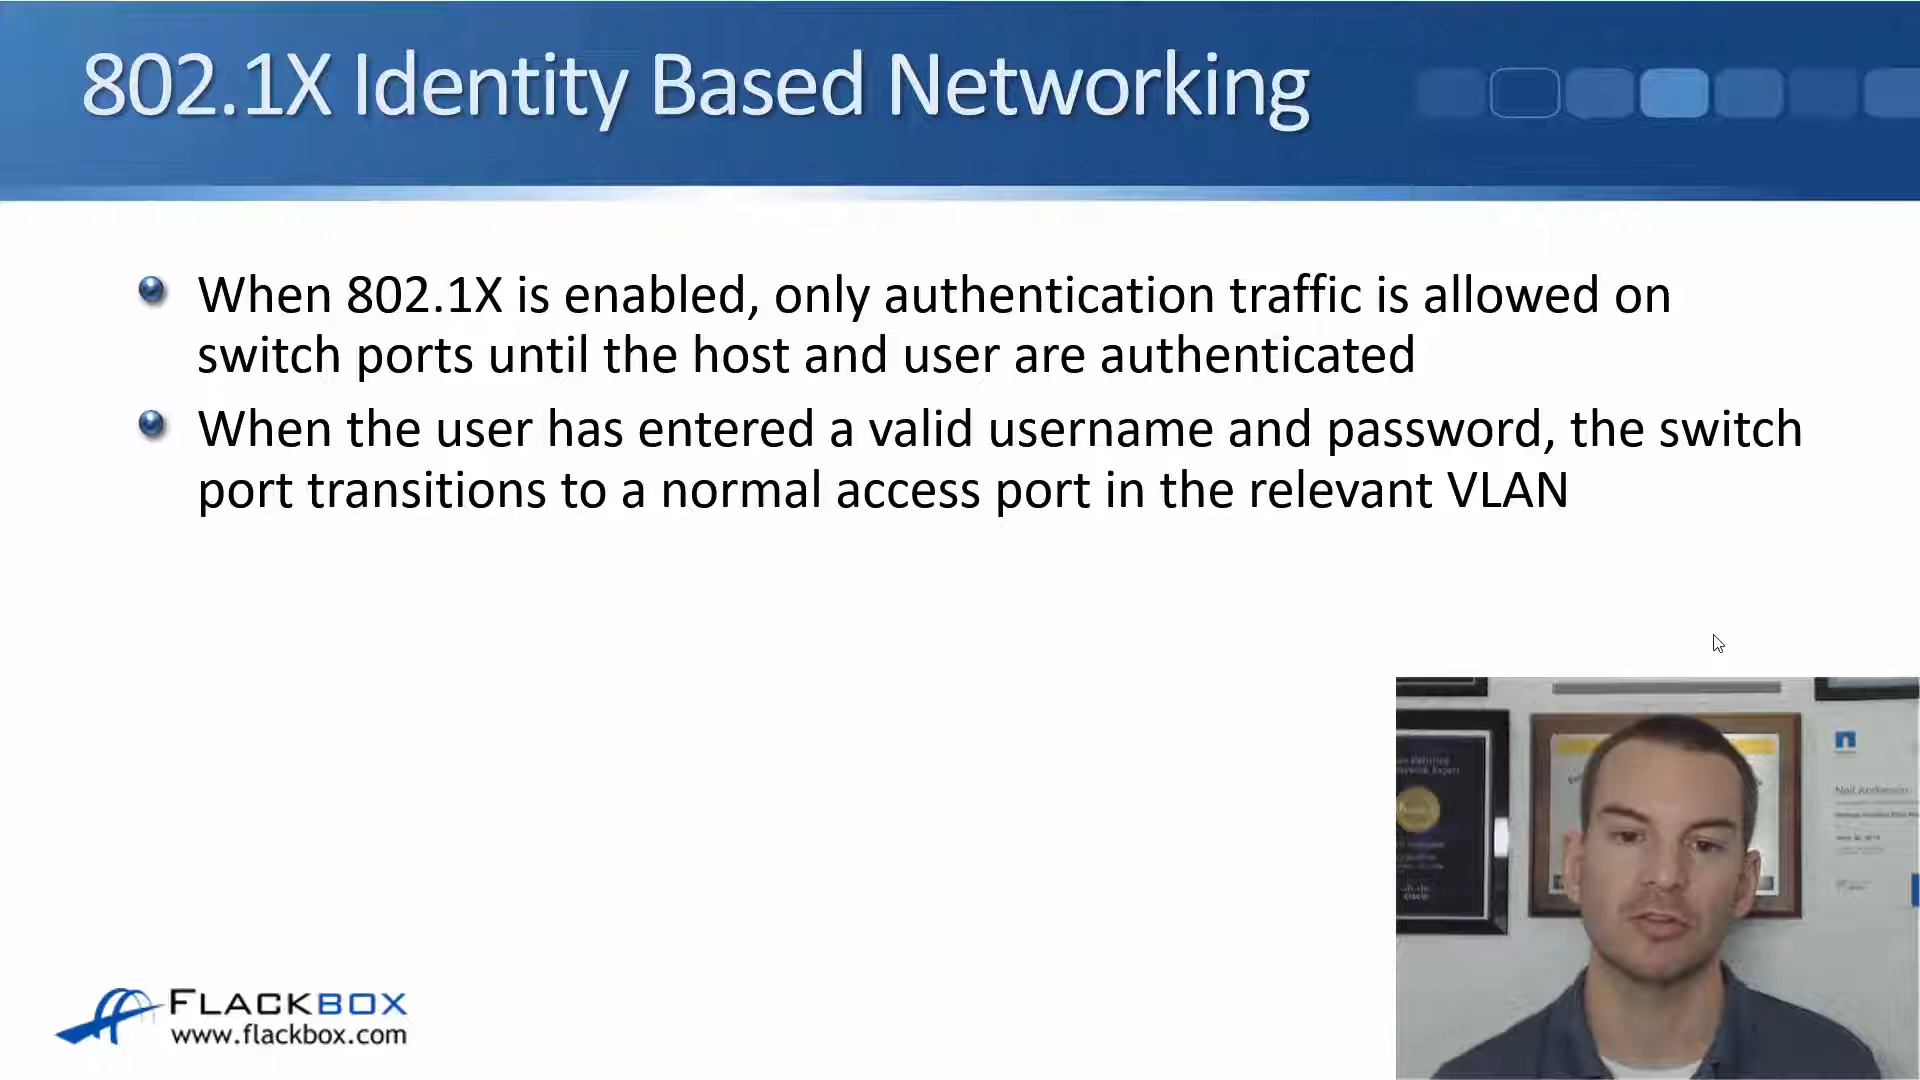 802.1X Identity Based Networking
When 802.1X is enabled, only authentication traffic is allowed on
switch ports until the host and user are authenticated
When the user has entered a valid username and password, the switch
port transitions to a normal access port in the relevant VLAN
Neil Anderson
FLACKBOX
www.flackbox.com